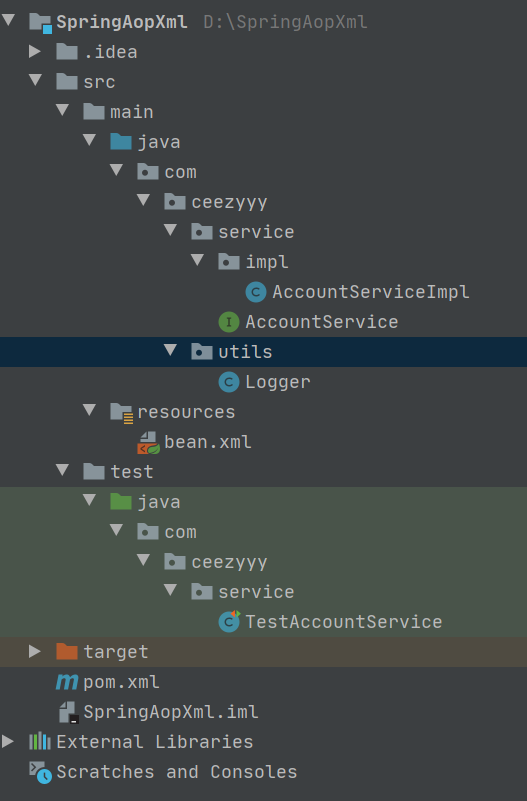 SpringAopXml D:\SpringAopXml
.idea
src
main
java
com
ceezyyy
service
impl
AccountServiceImpl
AccountService
utils
Logger
resources
bean.xml
test
java
com
ceezyyy
service
TestAccountService
target
pom.xml
SpringAopXml.iml
External Libraries
Scratches and Consoles